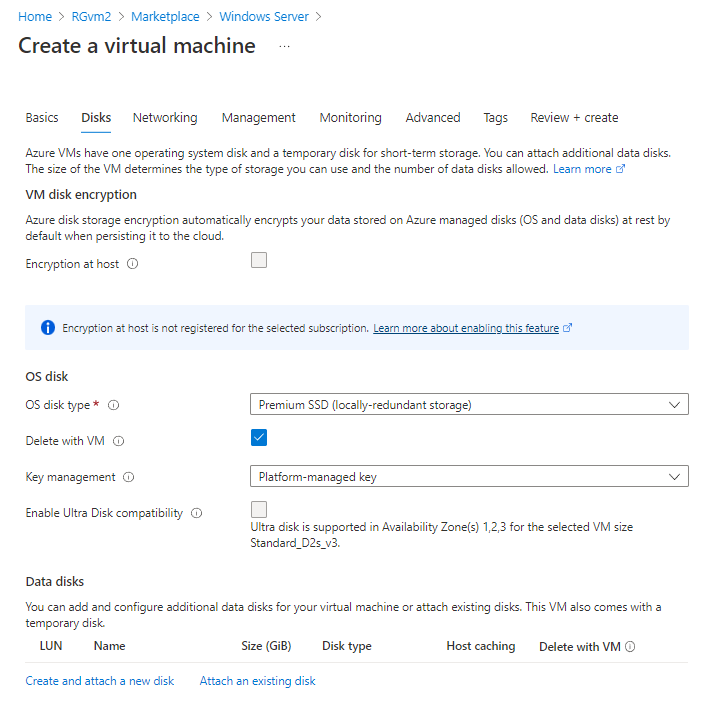 Home > RGvm2 > Marketplace > Windows Server >
Create a virtual machine ...
Basics Disks Networking Management Monitoring Advanced Tags Review + create
Azure VMs have one operating system disk and a temporary disk for short-term storage. You can attach additional data disks.
The size of the VM determines the type of storage you can use and the number of data disks allowed. Learn more
VM disk encryption
Azure disk storage encryption automatically encrypts your data stored on Azure managed disks (OS and data disks) at rest by
default when persisting it to the cloud.
Encryption at host
Encryption at host is not registered for the selected subscription. Learn more about enabling this feature
OS disk
OS disk type * Premium SSD (locally-redundant storage)
Delete with VM
Key management Platform-managed key
Enable Ultra Disk compatibility
Ultra disk is supported in Availability Zone(s) 1,2,3 for the selected VM size
Standard_D2s_v3.
Data disks
You can add and configure additional data disks for your virtual machine or attach existing disks. This VM also comes with a
temporary disk.
LUN Name Size (GiB) Disk type Host caching Delete with VM
Create and attach a new disk Attach an existing disk